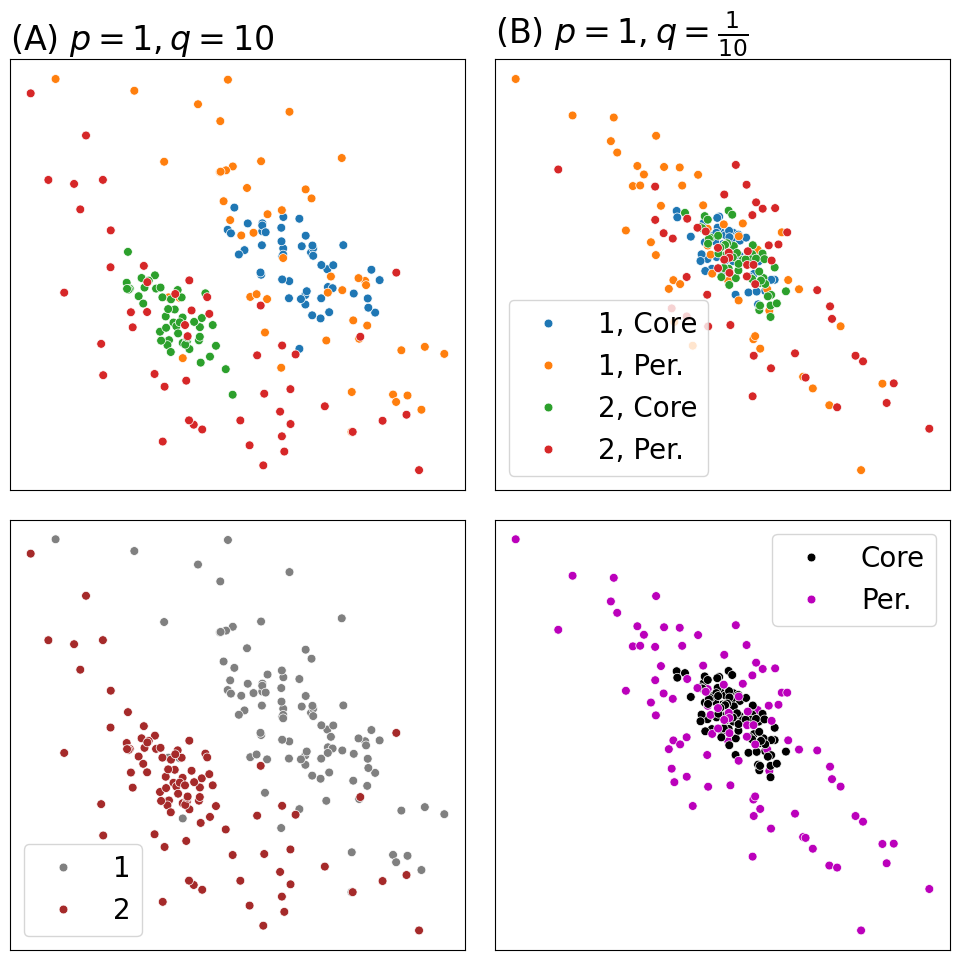 (A) p = 1, q = 10
(B) p = 1, q = 1/10
1, Core
1, Per.
2, Core
2, Per.
Core
Per.
1
2